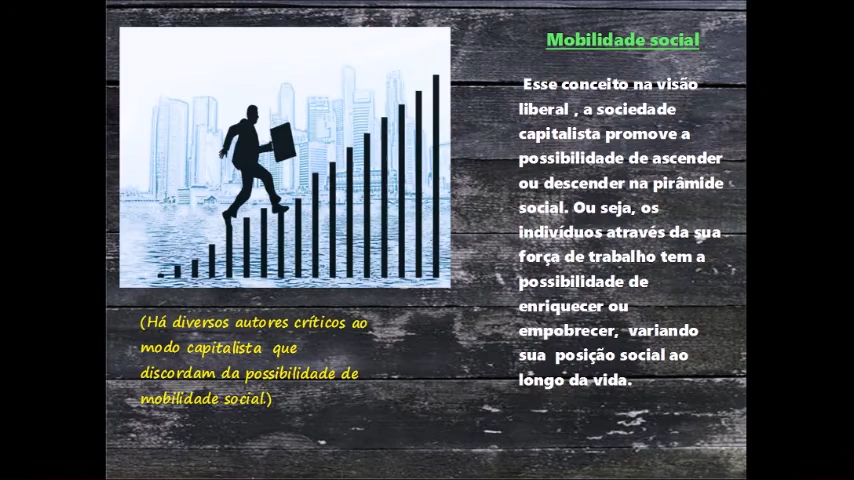 Mobilidade social
Esse conceito na visão
liberal , a sociedade
capitalista promove a
possibilidade de ascender
ou descender na pirâmide
social. Ou seja, os
indivíduos através da sua
força de trabalho tem a
possibilidade de
enriquecer ou
empobrecer, variando
sua posição social ao
longo da vida.
(Há diversos autores críticos ao
modo capitalista que
discordam da possibilidade de
mobilidade social.)